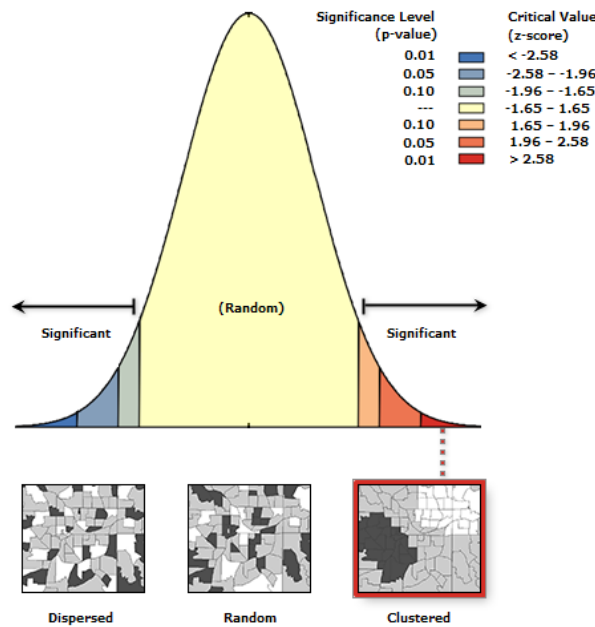 Significance Level Critical Value
(p-value) (z-score)
0.01 < -2.58
0.05 -2.58 – -1.96
0.10 -1.96 – -1.65
--- -1.65 – 1.65
0.10 1.65 – 1.96
0.05 1.96 – 2.58
0.01 > 2.58
(Random)
Significant Significant
Dispersed Random Clustered